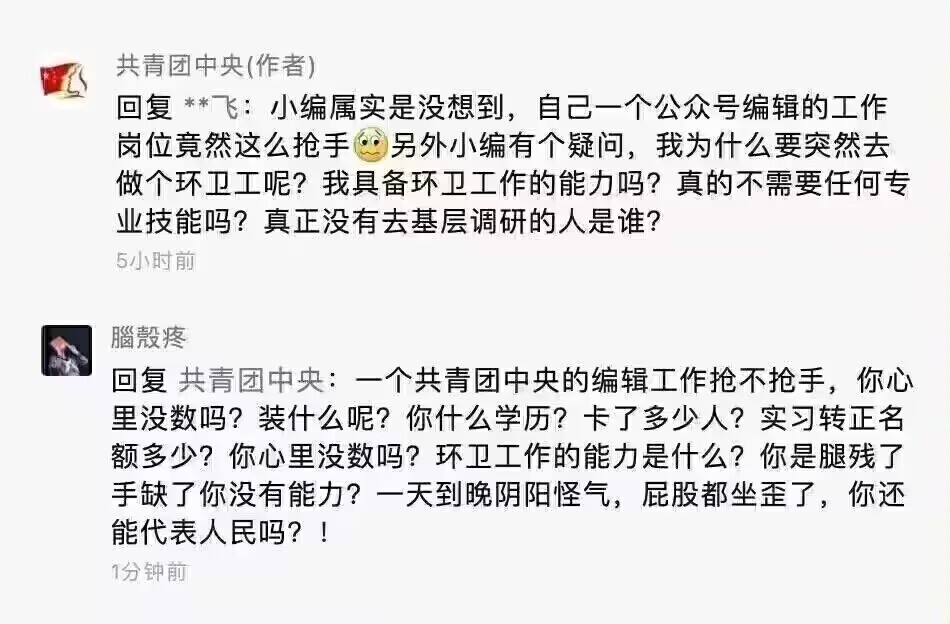 共青团中央(作者)
回复 **飞：小编属实是没想到，自己一个公众号编辑的工作
岗位竟然这么抢手😥另外小编有个疑问，我为什么要突然去
做个环卫工呢？我具备环卫工作的能力吗？真的不需要任何专
业技能吗？真正没有去基层调研的人是谁？
5小时前
腦殼疼
回复 共青团中央：一个共青团中央的编辑工作抢不抢手，你心
里没数吗？装什么呢？你什么学历？卡了多少人？实习转正名
额多少？你心里没数吗？环卫工作的能力是什么？你是腿残了
手缺了你没有能力？一天到晚阴阳怪气，屁股都坐歪了，你还
能代表人民吗？！
1分钟前